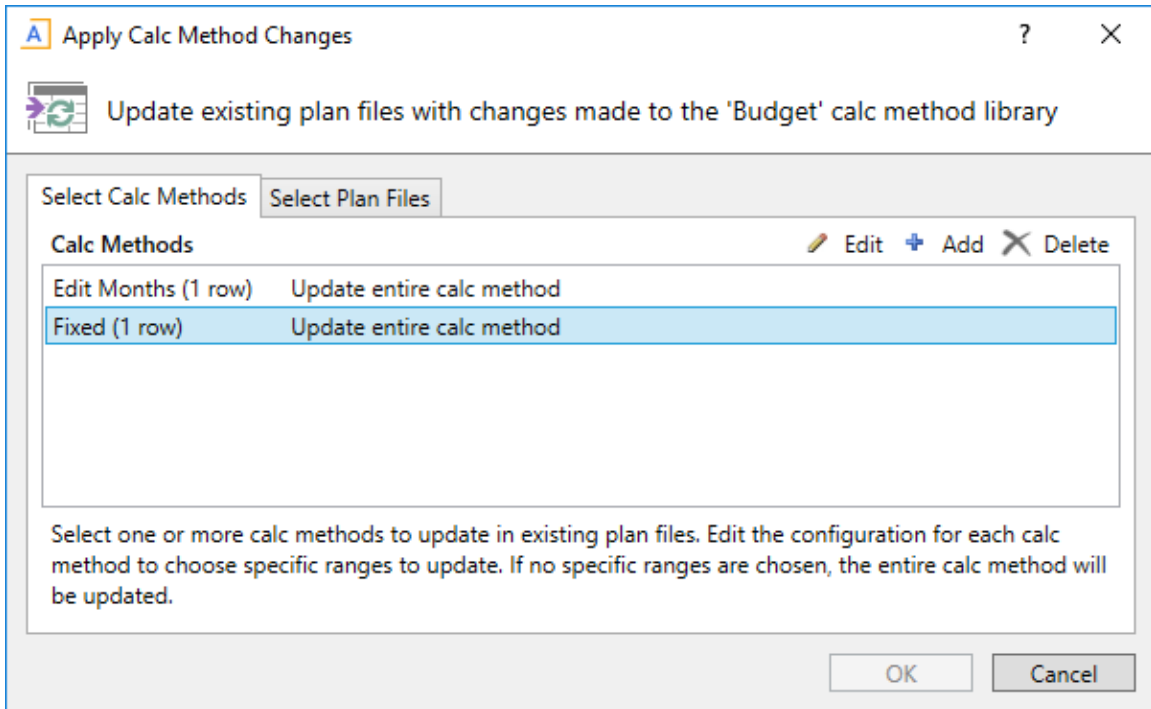 A Apply Calc Method Changes ?
Update existing plan files with changes made to the 'Budget' calc method library
Select Calc Methods Select Plan Files
Calc Methods Edit Add Delete
Edit Months (1 row) Update entire calc method
Fixed (1 row) Update entire calc method
Select one or more calc methods to update in existing plan files. Edit the configuration for each calc
method to choose specific ranges to update. If no specific ranges are chosen, the entire calc method will
be updated.
OK Cancel